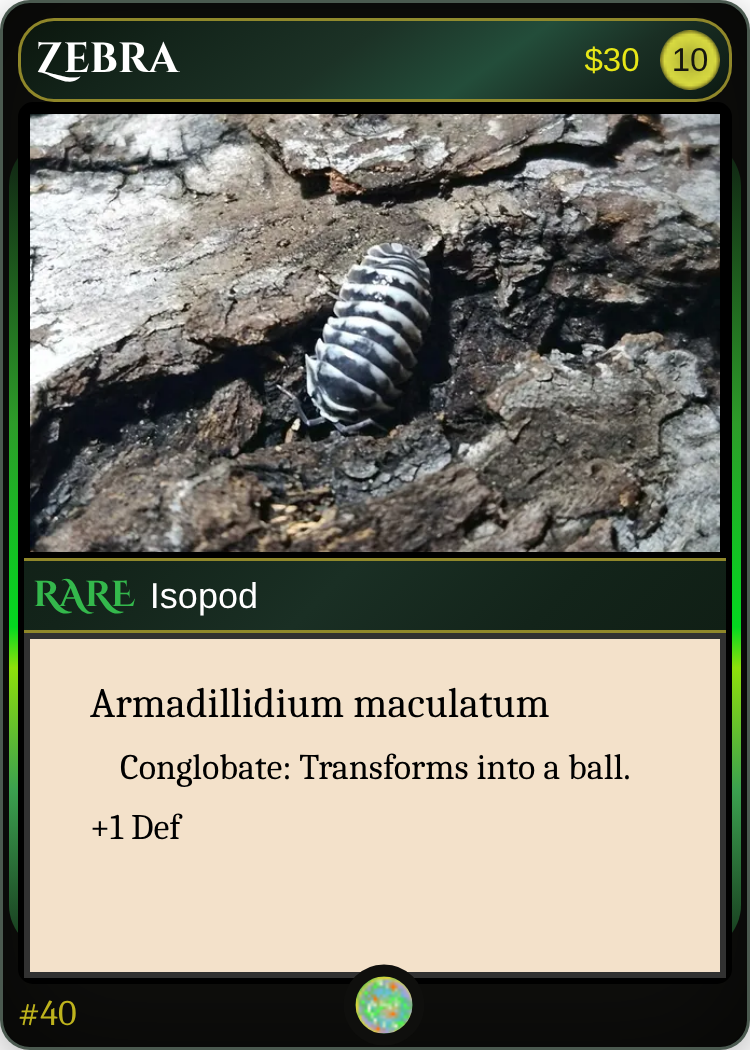 ZEBRA $30 10
RARE Isopod
Armadillidium maculatum
Conglobate: Transforms into a ball.
+1 Def
#40